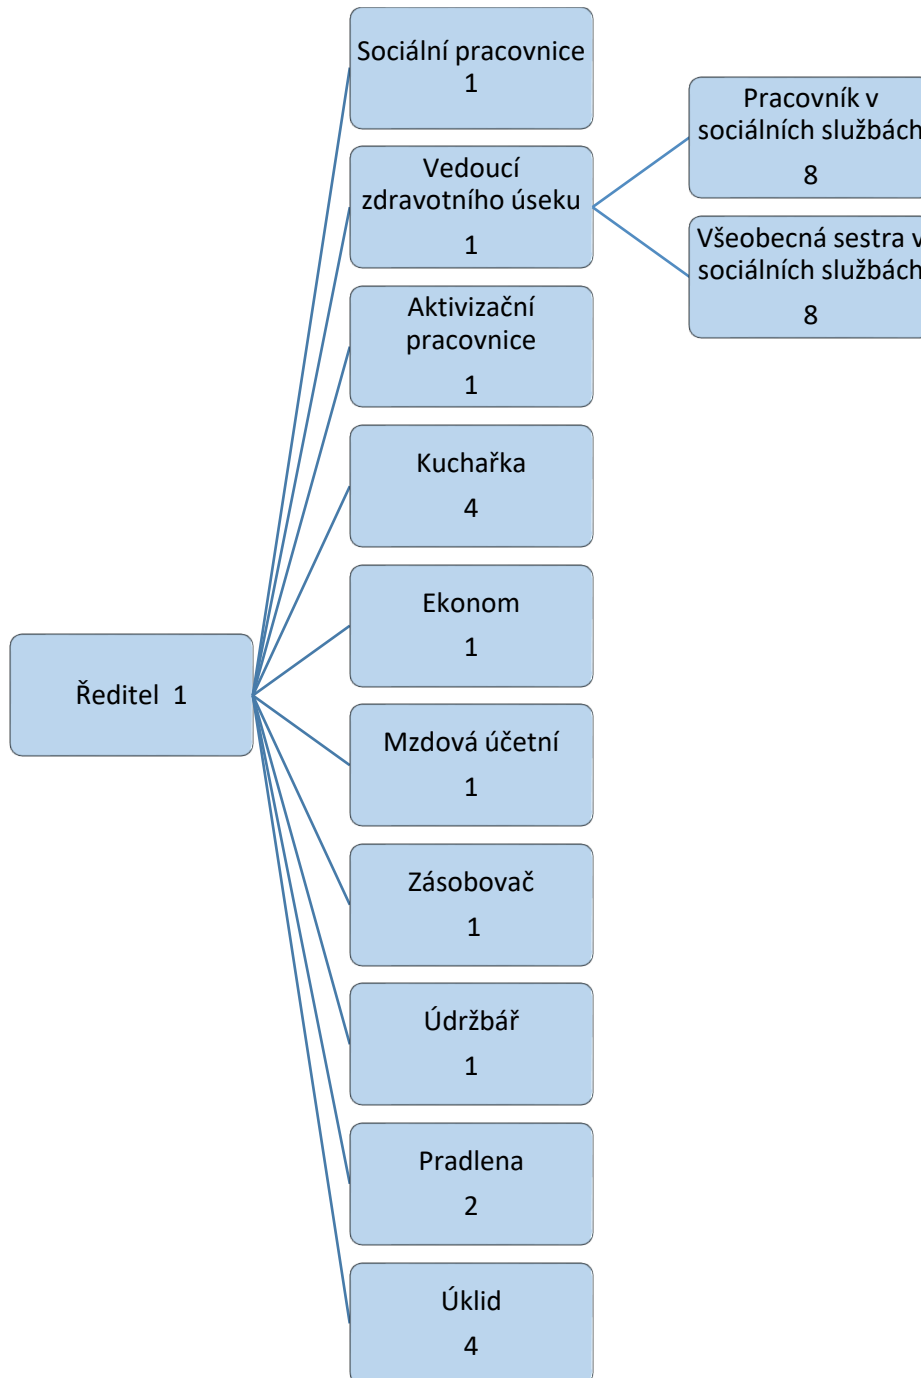 Sociální pracovnice
1
Vedoucí
zdravotního úseku
1
Pracovník v
sociálních službách
8
Všeobecná sestra v
sociálních službách
8
Aktivizační
pracovnice
1
Kuchařka
4
Ekonom
1
Ředitel 1
Mzdová účetní
1
Zásobovač
1
Údržbář
1
Pradlena
2
Úklid
4